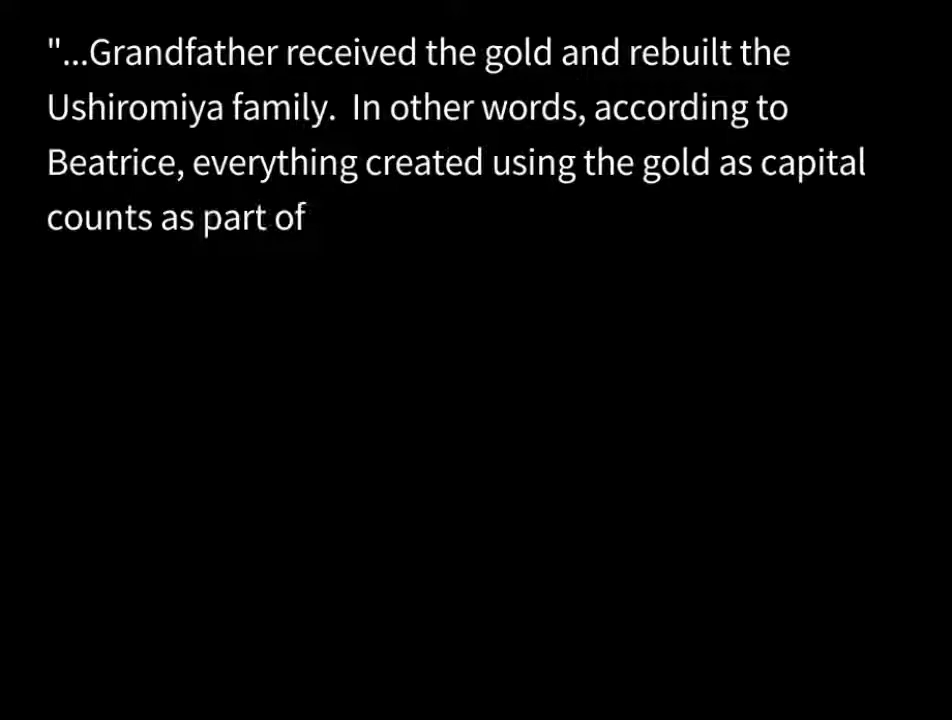 "...Grandfather received the gold and rebuilt the
Ushiromiya family.  In other words, according to
Beatrice, everything created using the gold as capital
counts as part of